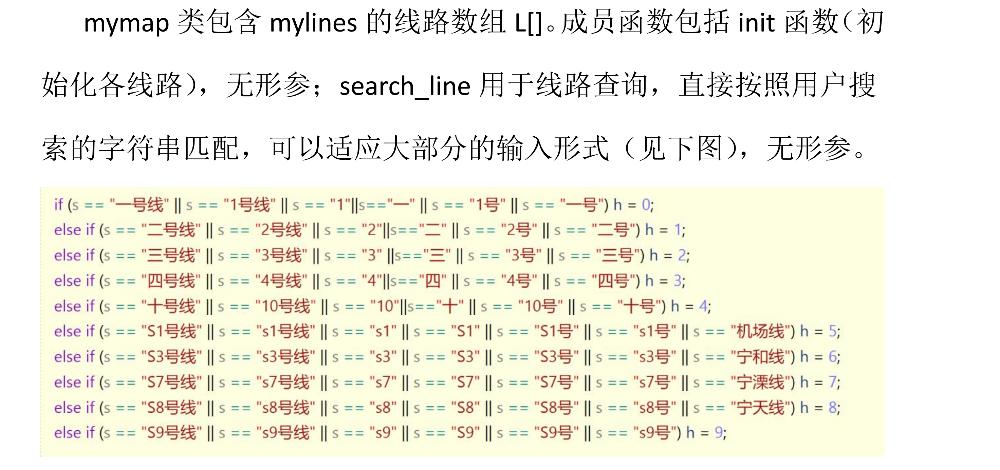 mymap 类包含 mylines 的线路数组 L[]。成员函数包括 init 函数（初
始化各线路），无形参；search_line 用于线路查询，直接按照用户搜
索的字符串匹配，可以适应大部分的输入形式（见下图），无形参。
if (s == "一号线" || s == "1号线" || s == "1"||s=="一" || s == "1号" || s == "一号") h = 0;
else if (s == "二号线" || s == "2号线" || s == "2"||s=="二" || s == "2号" || s == "二号") h = 1;
else if (s == "三号线" || s == "3号线" || s == "3" ||s=="三" || s == "3号" || s == "三号") h = 2;
else if (s == "四号线" || s == "4号线" || s == "4"||s=="四" || s == "4号" || s == "四号") h = 3;
else if (s == "十号线" || s == "10号线" || s == "10"||s=="十" || s == "10号" || s == "十号") h = 4;
else if (s == "S1号线" || s == "s1号线" || s == "s1" || s == "S1" || s == "S1号" || s == "s1号" || s == "机场线") h = 5;
else if (s == "S3号线" || s == "s3号线" || s == "s3" || s == "S3" || s == "S3号" || s == "s3号" || s == "宁和线") h = 6;
else if (s == "S7号线" || s == "s7号线" || s == "s7" || s == "S7" || s == "S7号" || s == "s7号" || s == "宁溧线") h = 7;
else if (s == "S8号线" || s == "s8号线" || s == "s8" || s == "S8" || s == "S8号" || s == "s8号" || s == "宁天线") h = 8;
else if (s == "S9号线" || s == "s9号线" || s == "s9" || s == "S9" || s == "S9号" || s == "s9号") h = 9;